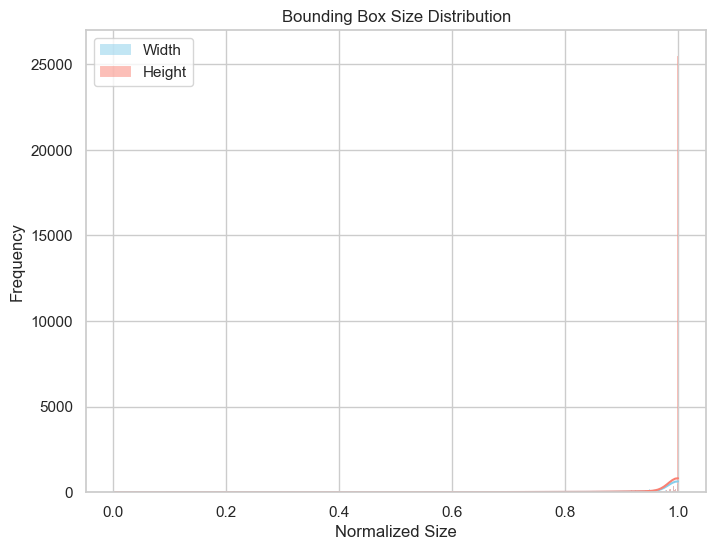 Bounding Box Size Distribution
Width
Height
25000
20000
15000
10000
5000
0
Frequency
0.0 0.2 0.4 0.6 0.8 1.0
Normalized Size